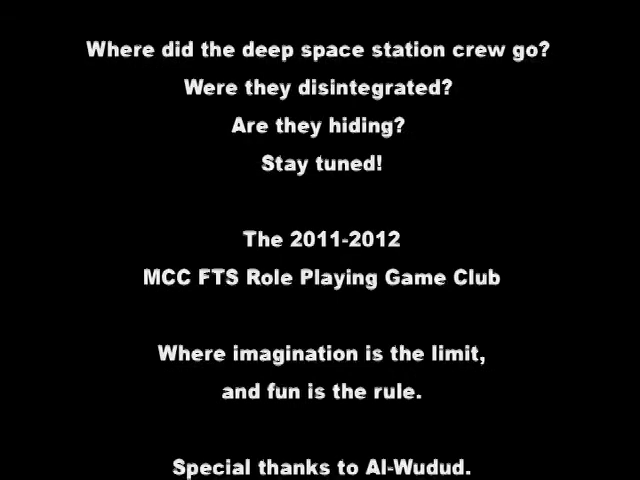 Where did the deep space station crew go?
Were they disintegrated?
Are they hiding?
Stay tuned!
The 2011-2012
MCC FTS Role Playing Game Club
Where imagination is the limit,
and fun is the rule.
Special thanks to Al-Wudud.